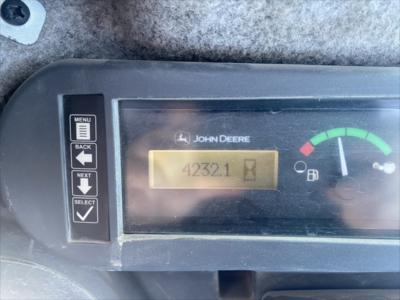 MENU
BACK
NEXT
SELECT
JOHN DEERE
4232.1